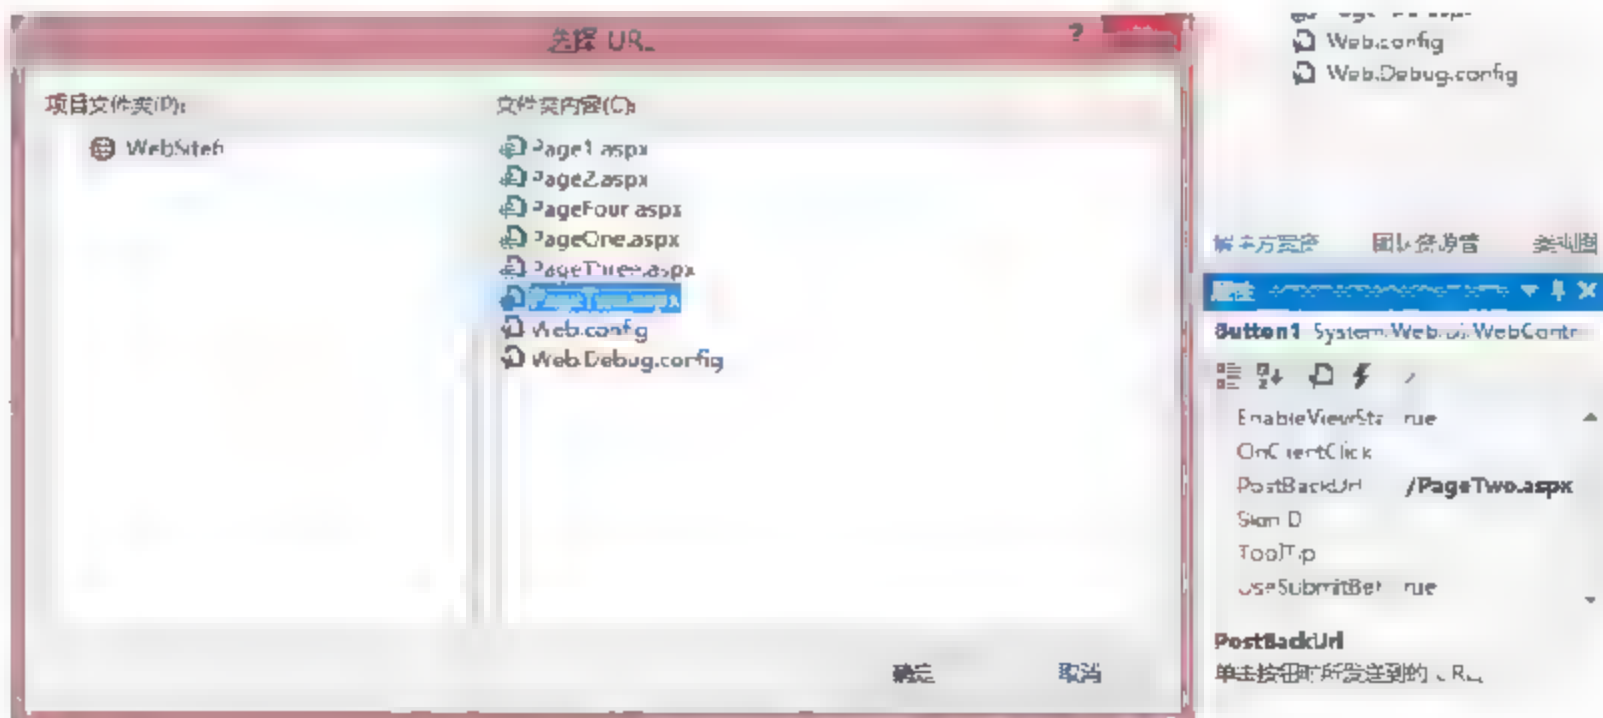 选择 URL
?
项目文件夹(P):
WebSite6
文件夹内容(C):
Page1.aspx
Page2.aspx
PageFour.aspx
PageOne.aspx
PageThree.aspx
PageTwo.aspx
Web.config
Web.Debug.config
确定
取消
Web.config
Web.Debug.config
解决方案资
团队资源管
类视图
属性
Button1 System.Web.UI.WebContr
EnableViewSta rue
OnClientClick
PostBackUrl /PageTwo.aspx
SkinID
ToolTip
UseSubmitBeh rue
PostBackUrl
单击按钮时所发送到的 URL。